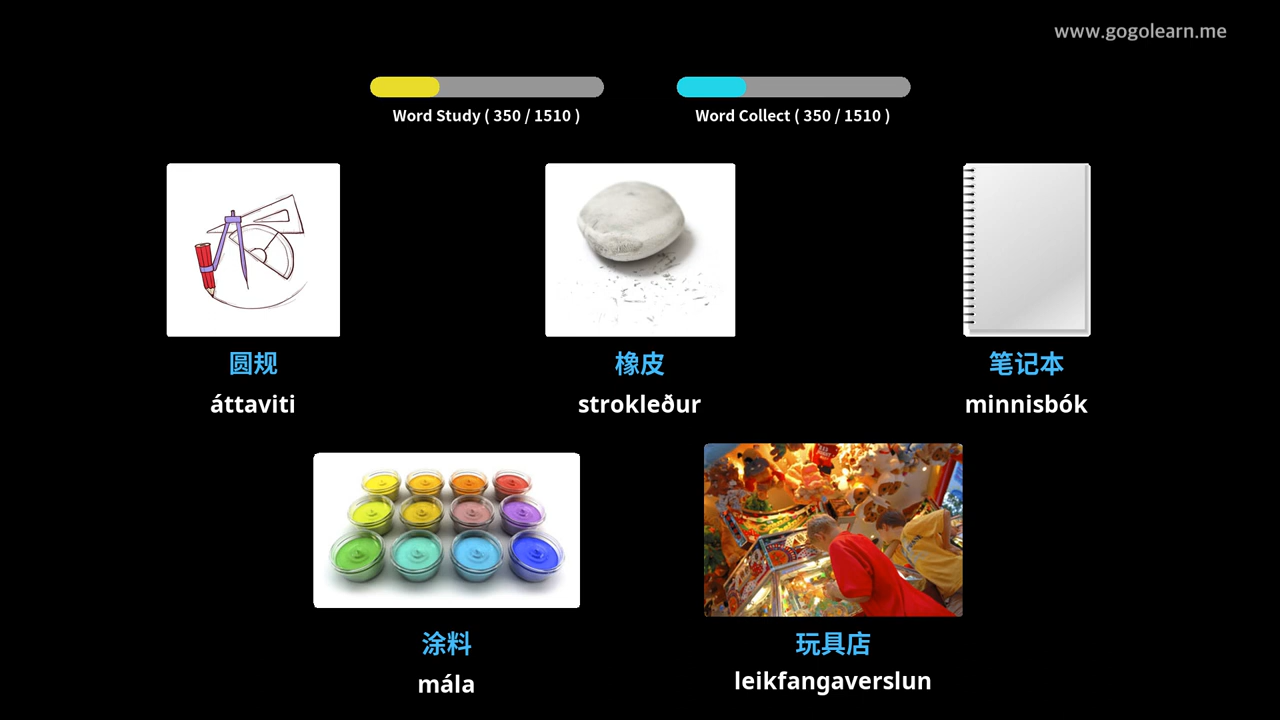 www.gogolearn.me
Word Study ( 350 / 1510 )
Word Collect ( 350 / 1510 )
圆规
áttaviti
橡皮
strokleður
笔记本
minnisbók
涂料
mála
玩具店
leikfangaverslun